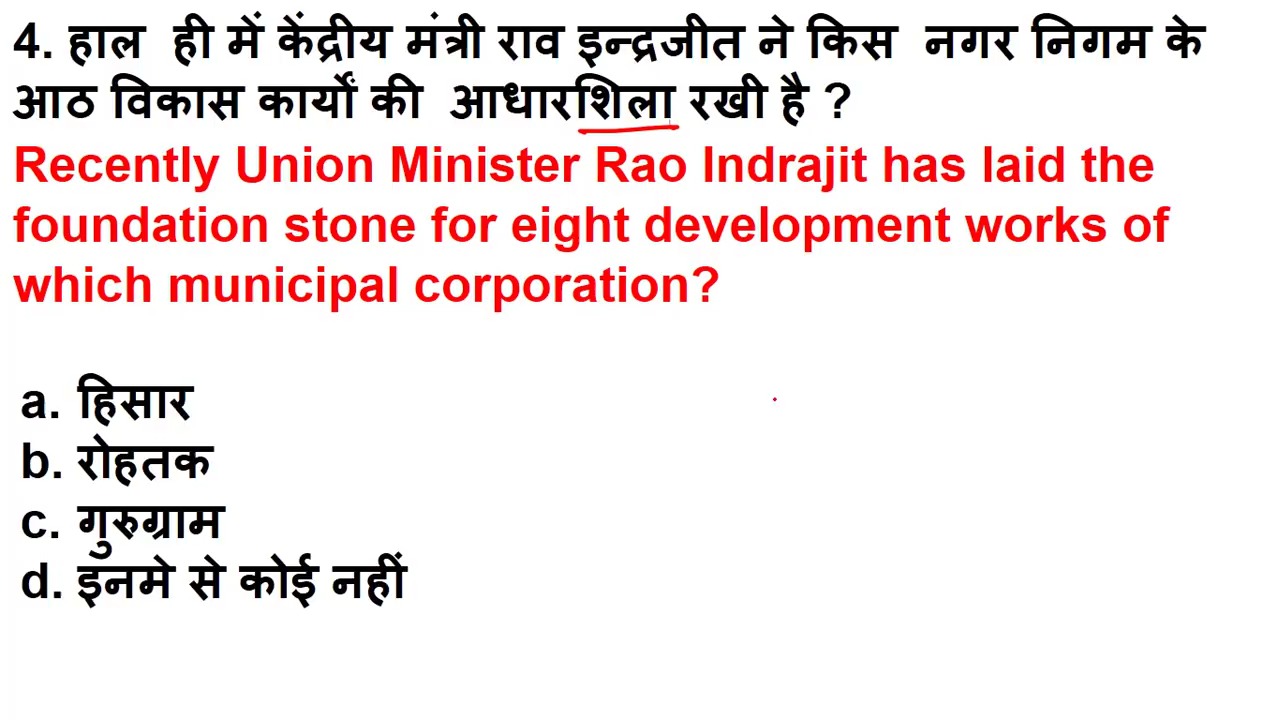 4. हाल ही में केंद्रीय मंत्री राव इन्द्रजीत ने किस नगर निगम के
आठ विकास कार्यों की आधारशिला रखी है ?
Recently Union Minister Rao Indrajit has laid the
foundation stone for eight development works of
which municipal corporation?
a. हिसार
b. रोहतक
c. गुरुग्राम
d. इनमे से कोई नहीं